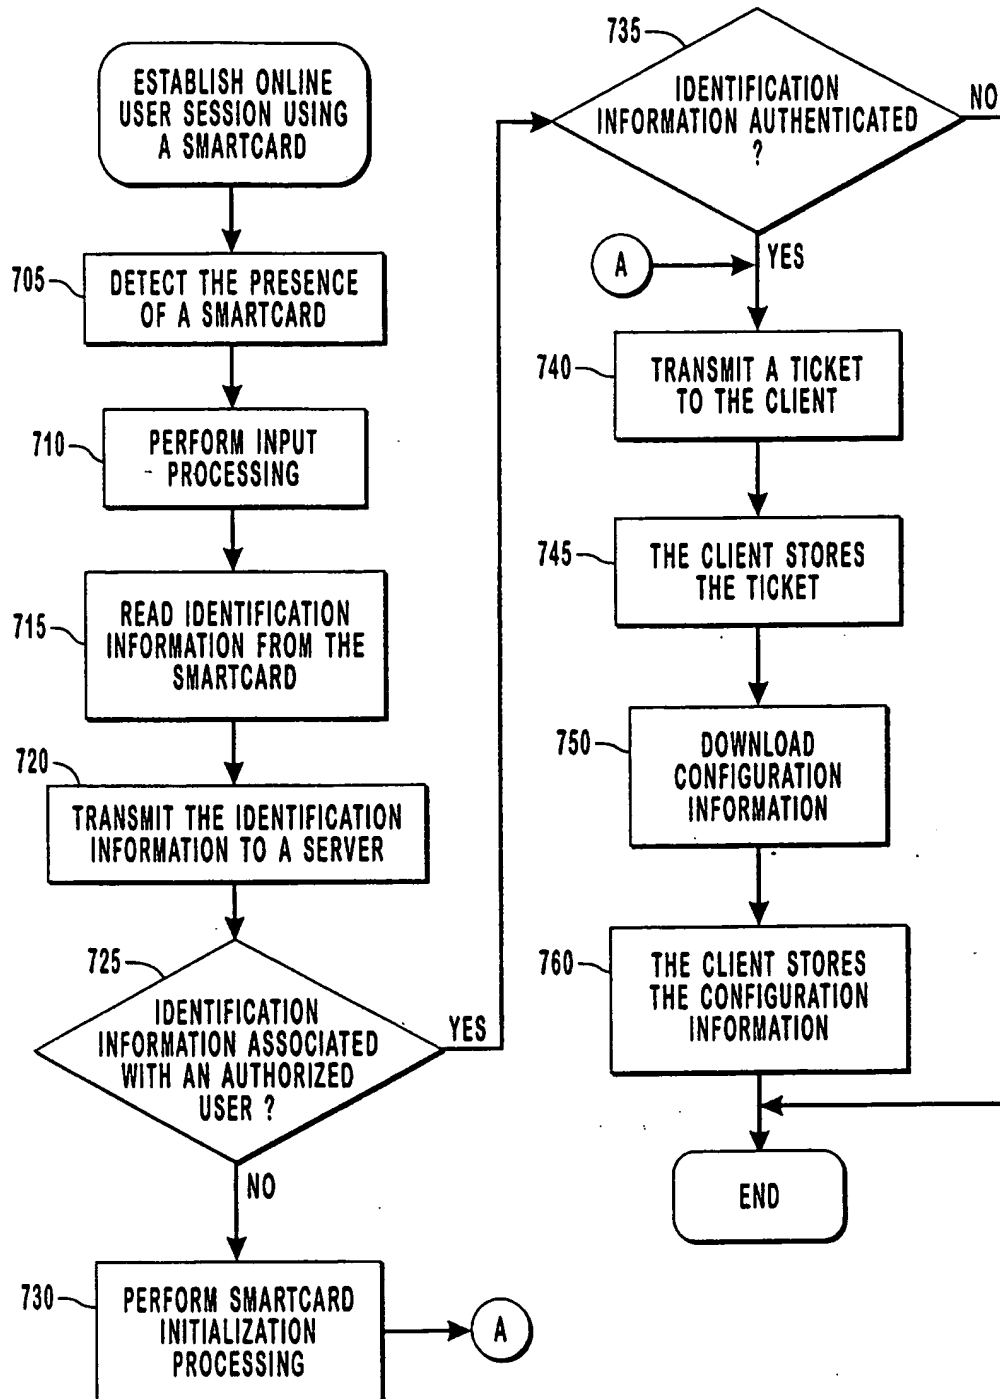 ESTABLISH ONLINE
USER SESSION USING
A SMARTCARD
705
DETECT THE PRESENCE
OF A SMARTCARD
710
PERFORM INPUT
PROCESSING
715
READ IDENTIFICATION
INFORMATION FROM THE
SMARTCARD
720
TRANSMIT THE IDENTIFICATION
INFORMATION TO A SERVER
725
IDENTIFICATION
INFORMATION ASSOCIATED
WITH AN AUTHORIZED
USER ?
YES
NO
730
PERFORM SMARTCARD
INITIALIZATION
PROCESSING
A
735
IDENTIFICATION
INFORMATION AUTHENTICATED
?
NO
YES
A
740
TRANSMIT A TICKET
TO THE CLIENT
745
THE CLIENT STORES
THE TICKET
750
DOWNLOAD
CONFIGURATION
INFORMATION
760
THE CLIENT STORES
THE CONFIGURATION
INFORMATION
END